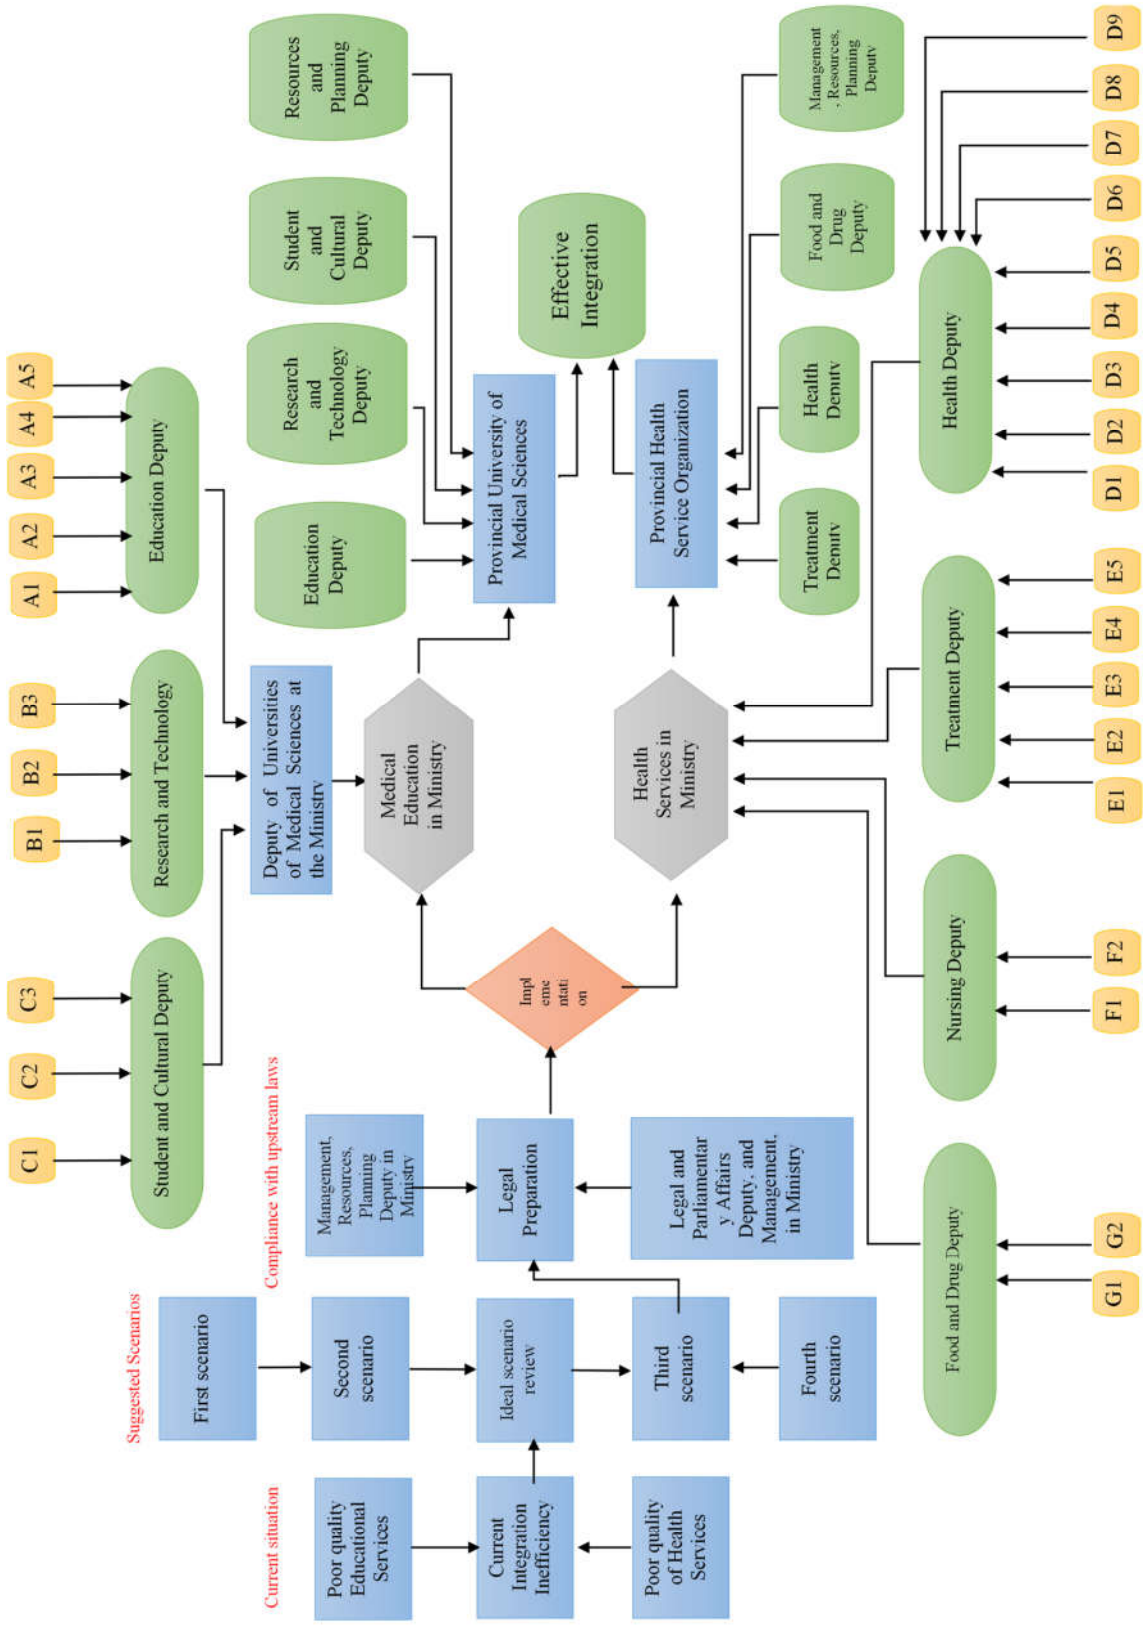 C1
C2
C3
B1
B2
B3
A1
A2
A3
A4
A5
Student and Cultural Deputy
Research and Technology
Education Deputy
Suggested Scenarios
First scenario
Current situation
Compliance with upstream laws
Poor quality
Educational
Services
Second
scenario
Management,
Resources,
Planning
Deputy in
Ministry
Deputy of Universities
of Medical Sciences at
the Ministry
Education
Deputy
Research
and
Technology
Deputy
Student
and
Cultural
Deputy
Resources
and
Planning
Deputy
Medical
Education
in Ministry
Current
Integration
Inefficiency
Ideal scenario
review
Legal
Preparation
Impl
eme
ntati
on
Provincial University of
Medical Sciences
Effective
Integration
Poor quality
of Health
Services
Third
scenario
Legal and
Parliamentar
y Affairs
Deputy, and
Management,
in Ministry
Health
Services in
Ministry
Provincial Health
Service Organization
Fourth
scenario
Treatment
Deputy
Health
Deputy
Food and
Drug
Deputy
Management
, Resources,
Planning
Deputy
Food and Drug Deputy
Nursing Deputy
Treatment Deputy
Health Deputy
G1
G2
F1
F2
E1
E2
E3
E4
E5
D1
D2
D3
D4
D5
D6
D7
D8
D9